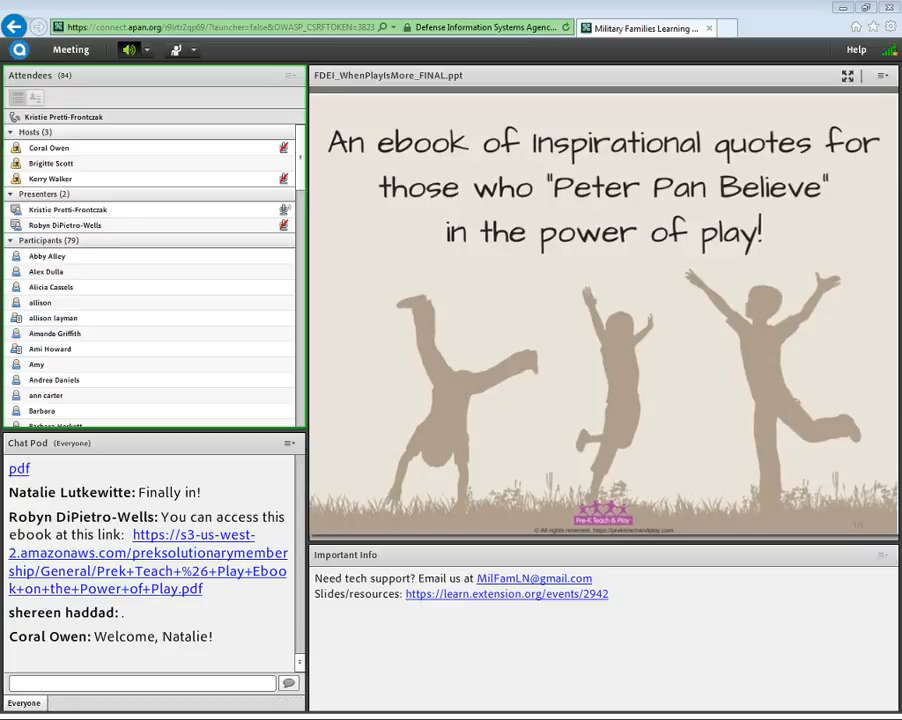 https://connect.apan.org/r9irtr2qp69/?launcher=false&OWASP_CSRFTOKEN=3823
Defense Information Systems Agenc...
Military Families Learning ...
Meeting
Help
Attendees (84)
Kristie Pretti-Frontczak
Hosts (3)
Coral Owen
Brigitte Scott
Kerry Walker
Presenters (2)
Kristie Pretti-Frontczak
Robyn DiPietro-Wells
Participants (79)
Abby Alley
Alex Dulla
Alicia Cassels
allison
allison layman
Amanda Griffith
Ami Howard
Amy
Andrea Daniels
ann carter
Barbara
Chat Pod (Everyone)
pdf
Natalie Lutkewitte: Finally in!
Robyn DiPietro-Wells: You can access this
ebook at this link: https://s3-us-west-
2.amazonaws.com/preksolutionarymember
ship/General/Prek+Teach+%26+Play+Eboo
k+on+the+Power+of+Play.pdf
shereen haddad: .
Coral Owen: Welcome, Natalie!
Everyone
FDEI_WhenPlayIsMore_FINAL.ppt
An ebook of Inspirational quotes for
those who "Peter Pan Believe"
in the power of play!
Pre-K Teach & Play
© All rights reserved. https://prekteachandplay.com
Important Info
Need tech support? Email us at MilFamLN@gmail.com
Slides/resources: https://learn.extension.org/events/2942